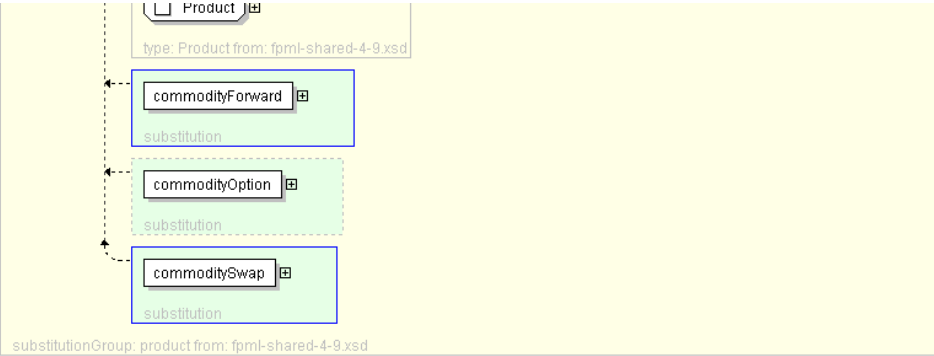 Product
type: Product from: fpml-shared-4-9.xsd
commodityForward
substitution
commodityOption
substitution
commoditySwap
substitution
substitutionGroup: product from: fpml-shared-4-9.xsd